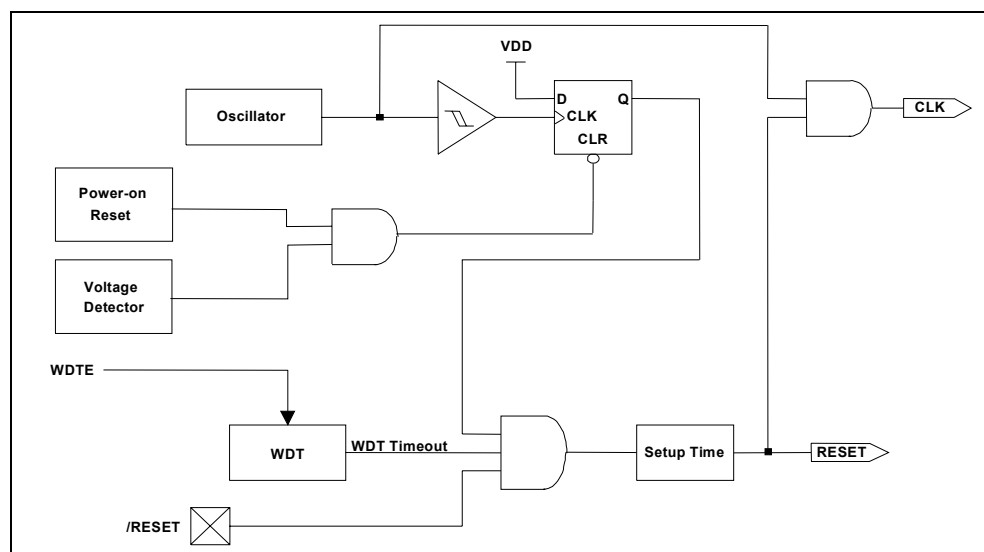 VDD
D
Q
CLK
CLR
Oscillator
CLK
Power-on
Reset
Voltage
Detector
WDTE
WDT
WDT Timeout
Setup Time
RESET
/RESET